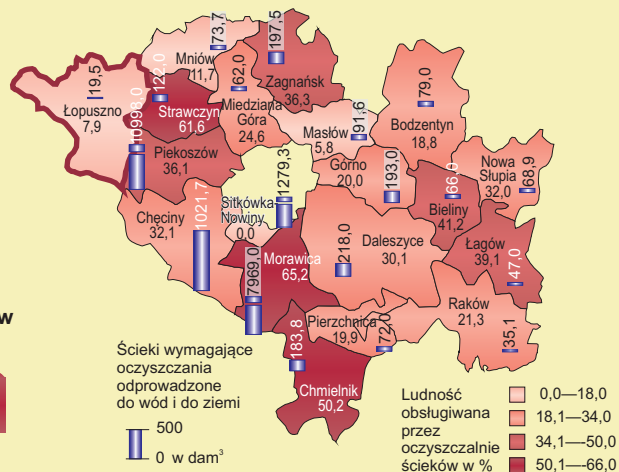 73,7
197,5
Mniów
11,7
19,5
122,0
62,0
Zagnańsk
36,3
79,0
Łopuszno
7,9
10998,0
Strawczyn
61,6
Miedziana
Góra
24,6
Masłów
5,8
91,6
Bodzentyn
18,8
Piekoszów
36,1
1279,3
Górno
20,0
193,0
66,0
Nowa
Słupia
32,0
68,9
Chęciny
32,1
1021,7
Sitkówka-
Nowiny
0,0
Bieliny
41,2
218,0
Daleszyce
30,1
Łagów
39,1
47,0
Morawica
65,2
7969,0
Raków
21,3
35,1
w
Pierzchnica
19,9
72,0
183,8
Chmielnik
50,2
Ścieki wymagające
oczyszczania
odprowadzone
do wód i do ziemi
500
0 w dam³
Ludność
obsługiwana
przez
oczyszczalnie
ścieków w %
0,0—18,0
18,1—34,0
34,1—50,0
50,1—-66,0